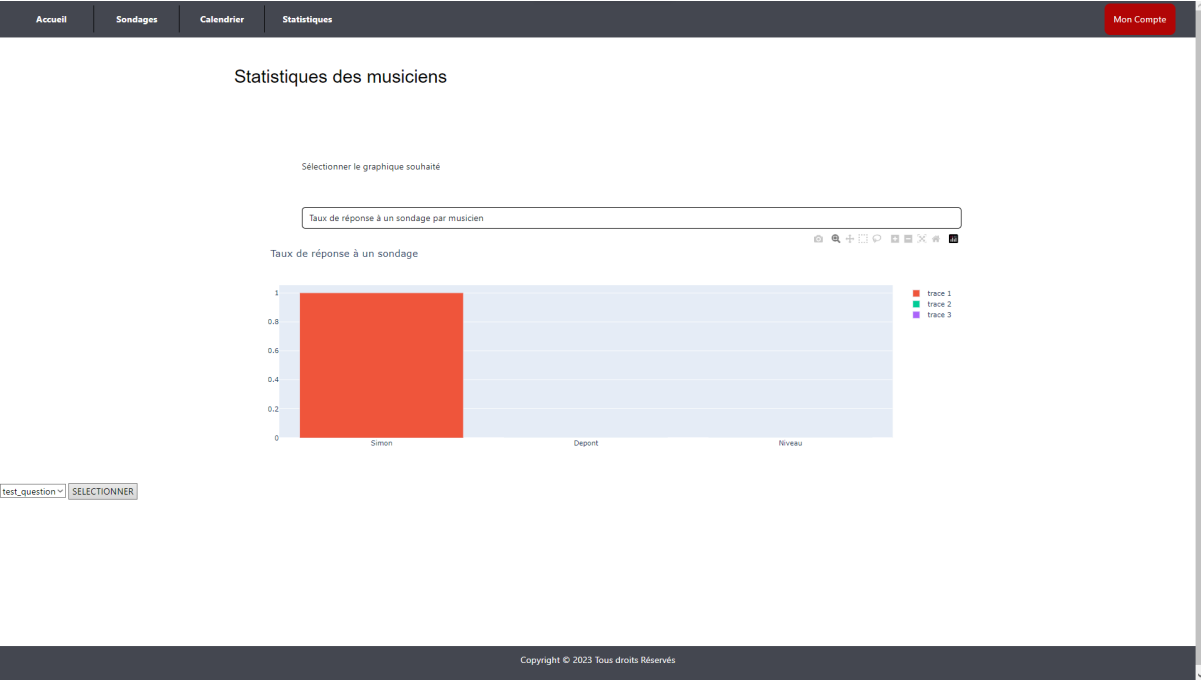 Accueil Sondages Calendrier Statistiques Mon Compte
Statistiques des musiciens
Sélectionner le graphique souhaité
Taux de réponse à un sondage par musicien
Taux de réponse à un sondage
1
0.8
0.6
0.4
0.2
0
Simon Depont Niveau
trace 1
trace 2
trace 3
test_question SELECTIONNER
Copyright © 2023 Tous droits Réservés